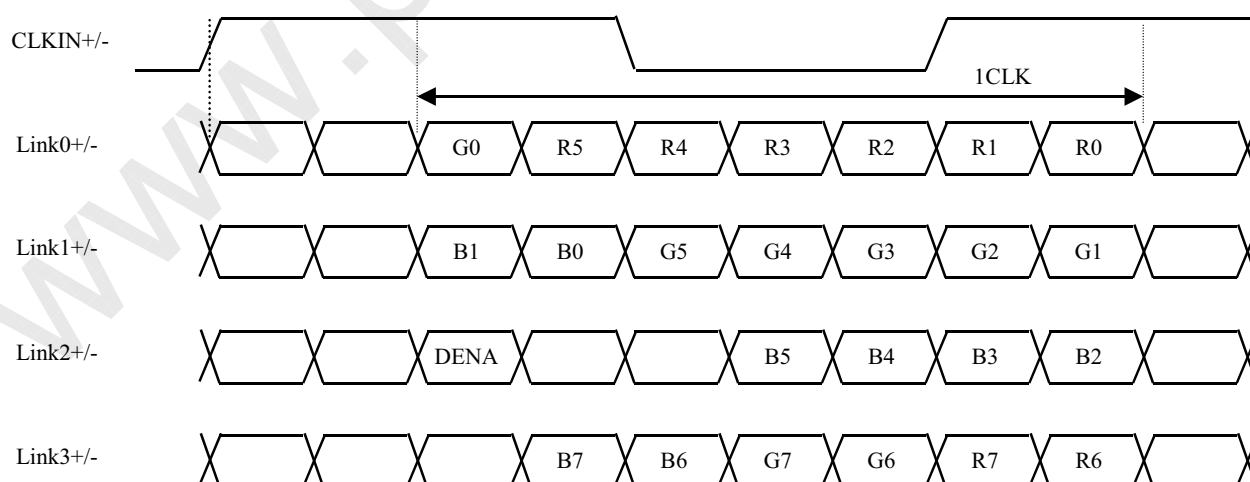 CLKIN+/-
1CLK
Link0+/- G0 R5 R4 R3 R2 R1 R0
Link1+/- B1 B0 G5 G4 G3 G2 G1
Link2+/- DENA B5 B4 B3 B2
Link3+/- B7 B6 G7 G6 R7 R6
www.p